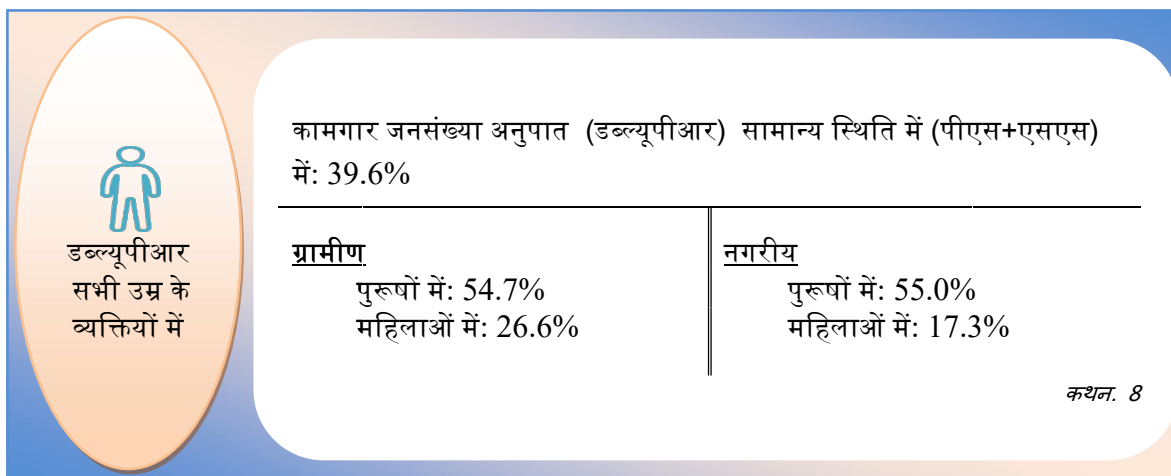 डब्ल्यूपीआर
सभी उम्र के
व्यक्तियों में
कामगार जनसंख्या अनुपात (डब्ल्यूपीआर) सामान्य स्थिति में (पीएस+एसएस)
में: 39.6%
ग्रामीण
पुरूषों में: 54.7%
महिलाओं में: 26.6%
नगरीय
पुरूषों में: 55.0%
महिलाओं में: 17.3%
कथन. 8